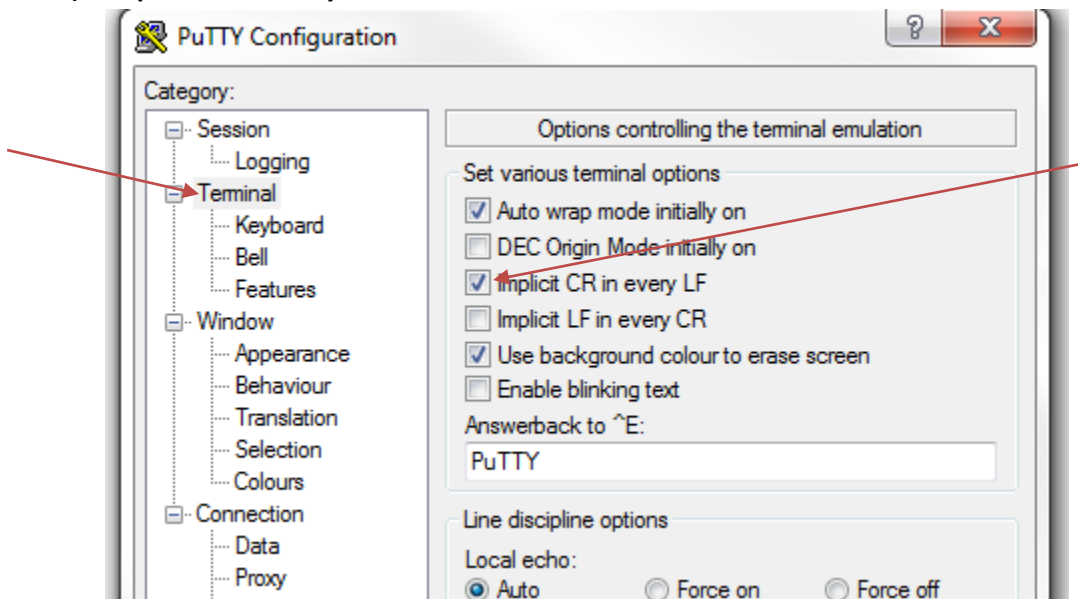 PuTTY Configuration
Category:
Session
Logging
Terminal
Keyboard
Bell
Features
Window
Appearance
Behaviour
Translation
Selection
Colours
Connection
Data
Proxy
Options controlling the terminal emulation
Set various terminal options
Auto wrap mode initially on
DEC Origin Mode initially on
Implicit CR in every LF
Implicit LF in every CR
Use background colour to erase screen
Enable blinking text
Answerback to ^E:
PuTTY
Line discipline options
Local echo:
Auto Force on Force off